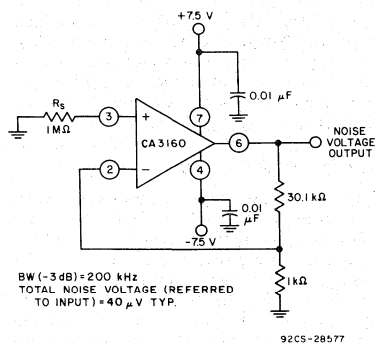 +7.5 V
0.01 µF
Rs
1MΩ
3
+
7
CA3160
6
NOISE
VOLTAGE
OUTPUT
2
−
4
0.01
µF
30.1 kΩ
-7.5 V
1kΩ
BW (-3 dB) = 200 kHz
TOTAL NOISE VOLTAGE (REFERRED
TO INPUT) = 40 µV TYP.
92CS-28577